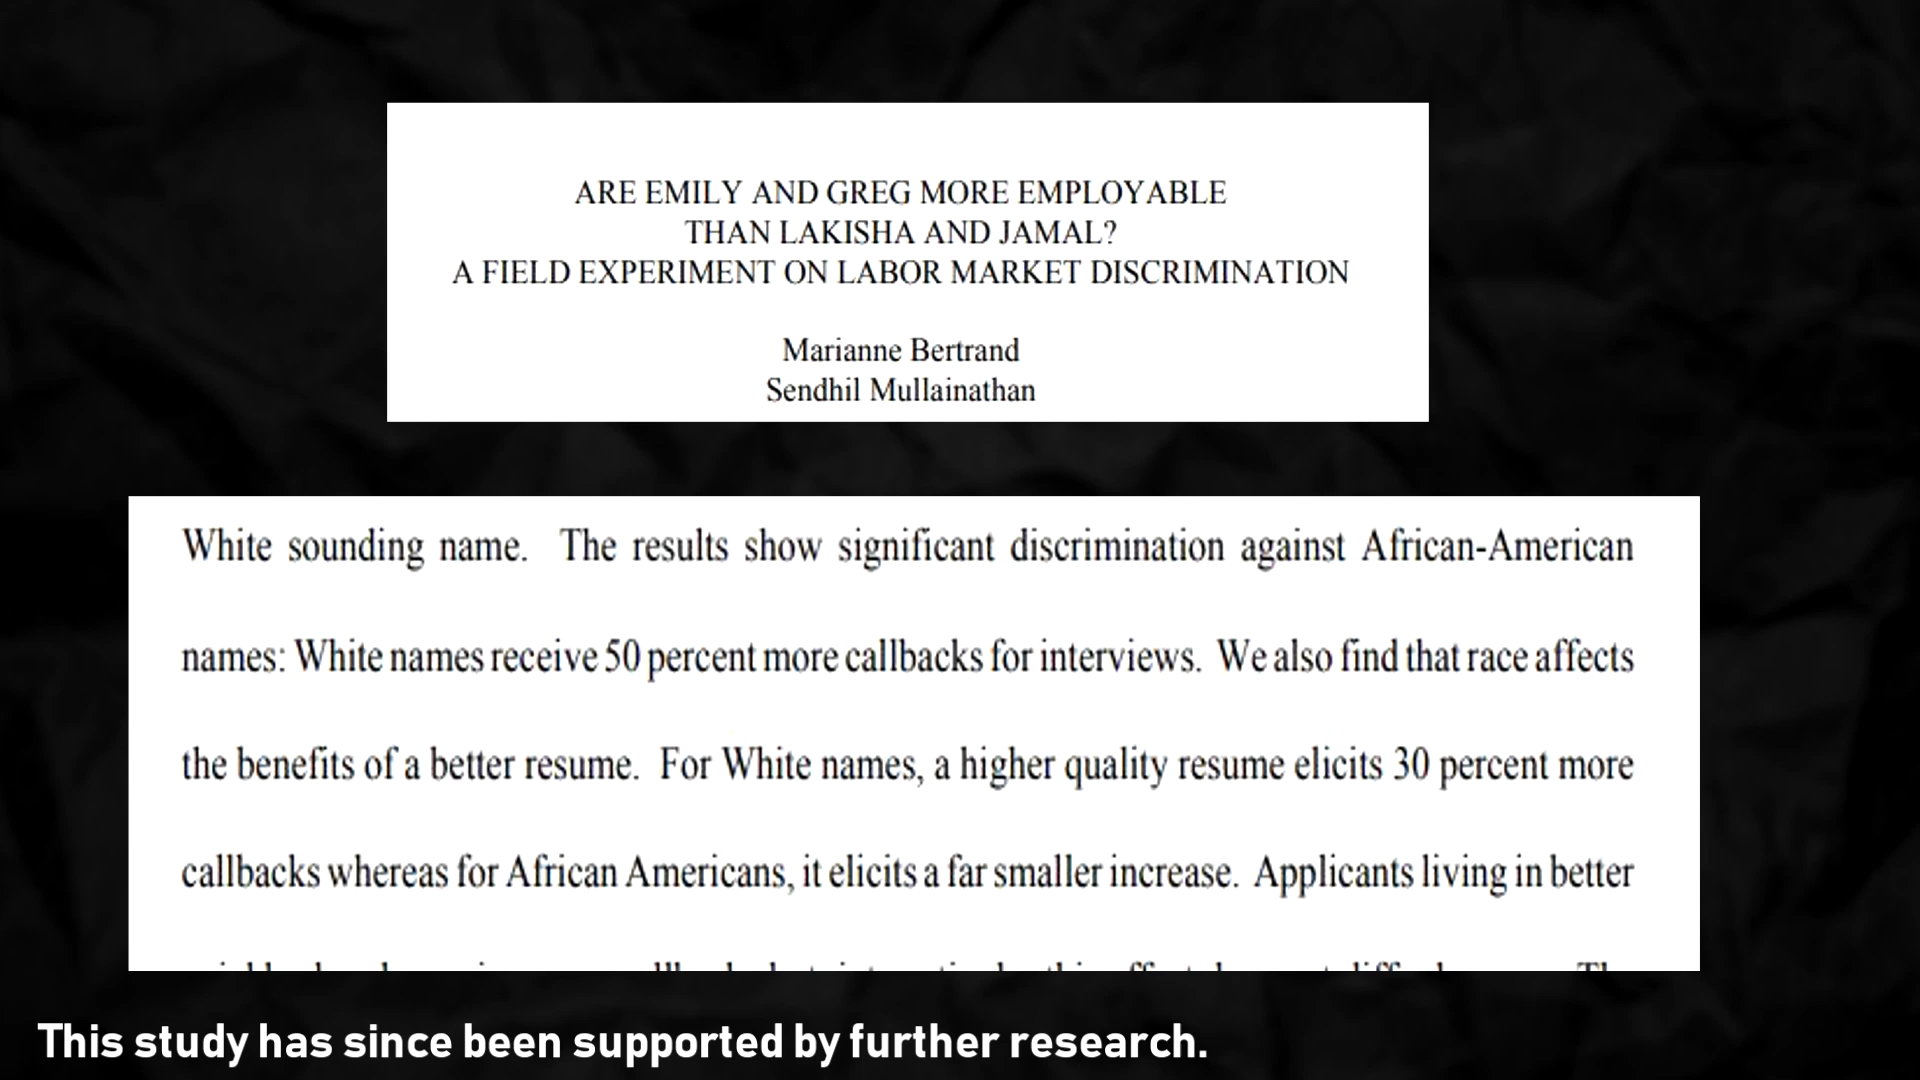 ARE EMILY AND GREG MORE EMPLOYABLE
THAN LAKISHA AND JAMAL?
A FIELD EXPERIMENT ON LABOR MARKET DISCRIMINATION
Marianne Bertrand
Sendhil Mullainathan
White sounding name. The results show significant discrimination against African-American
names: White names receive 50 percent more callbacks for interviews. We also find that race affects
the benefits of a better resume. For White names, a higher quality resume elicits 30 percent more
callbacks whereas for African Americans, it elicits a far smaller increase. Applicants living in better
This study has since been supported by further research.